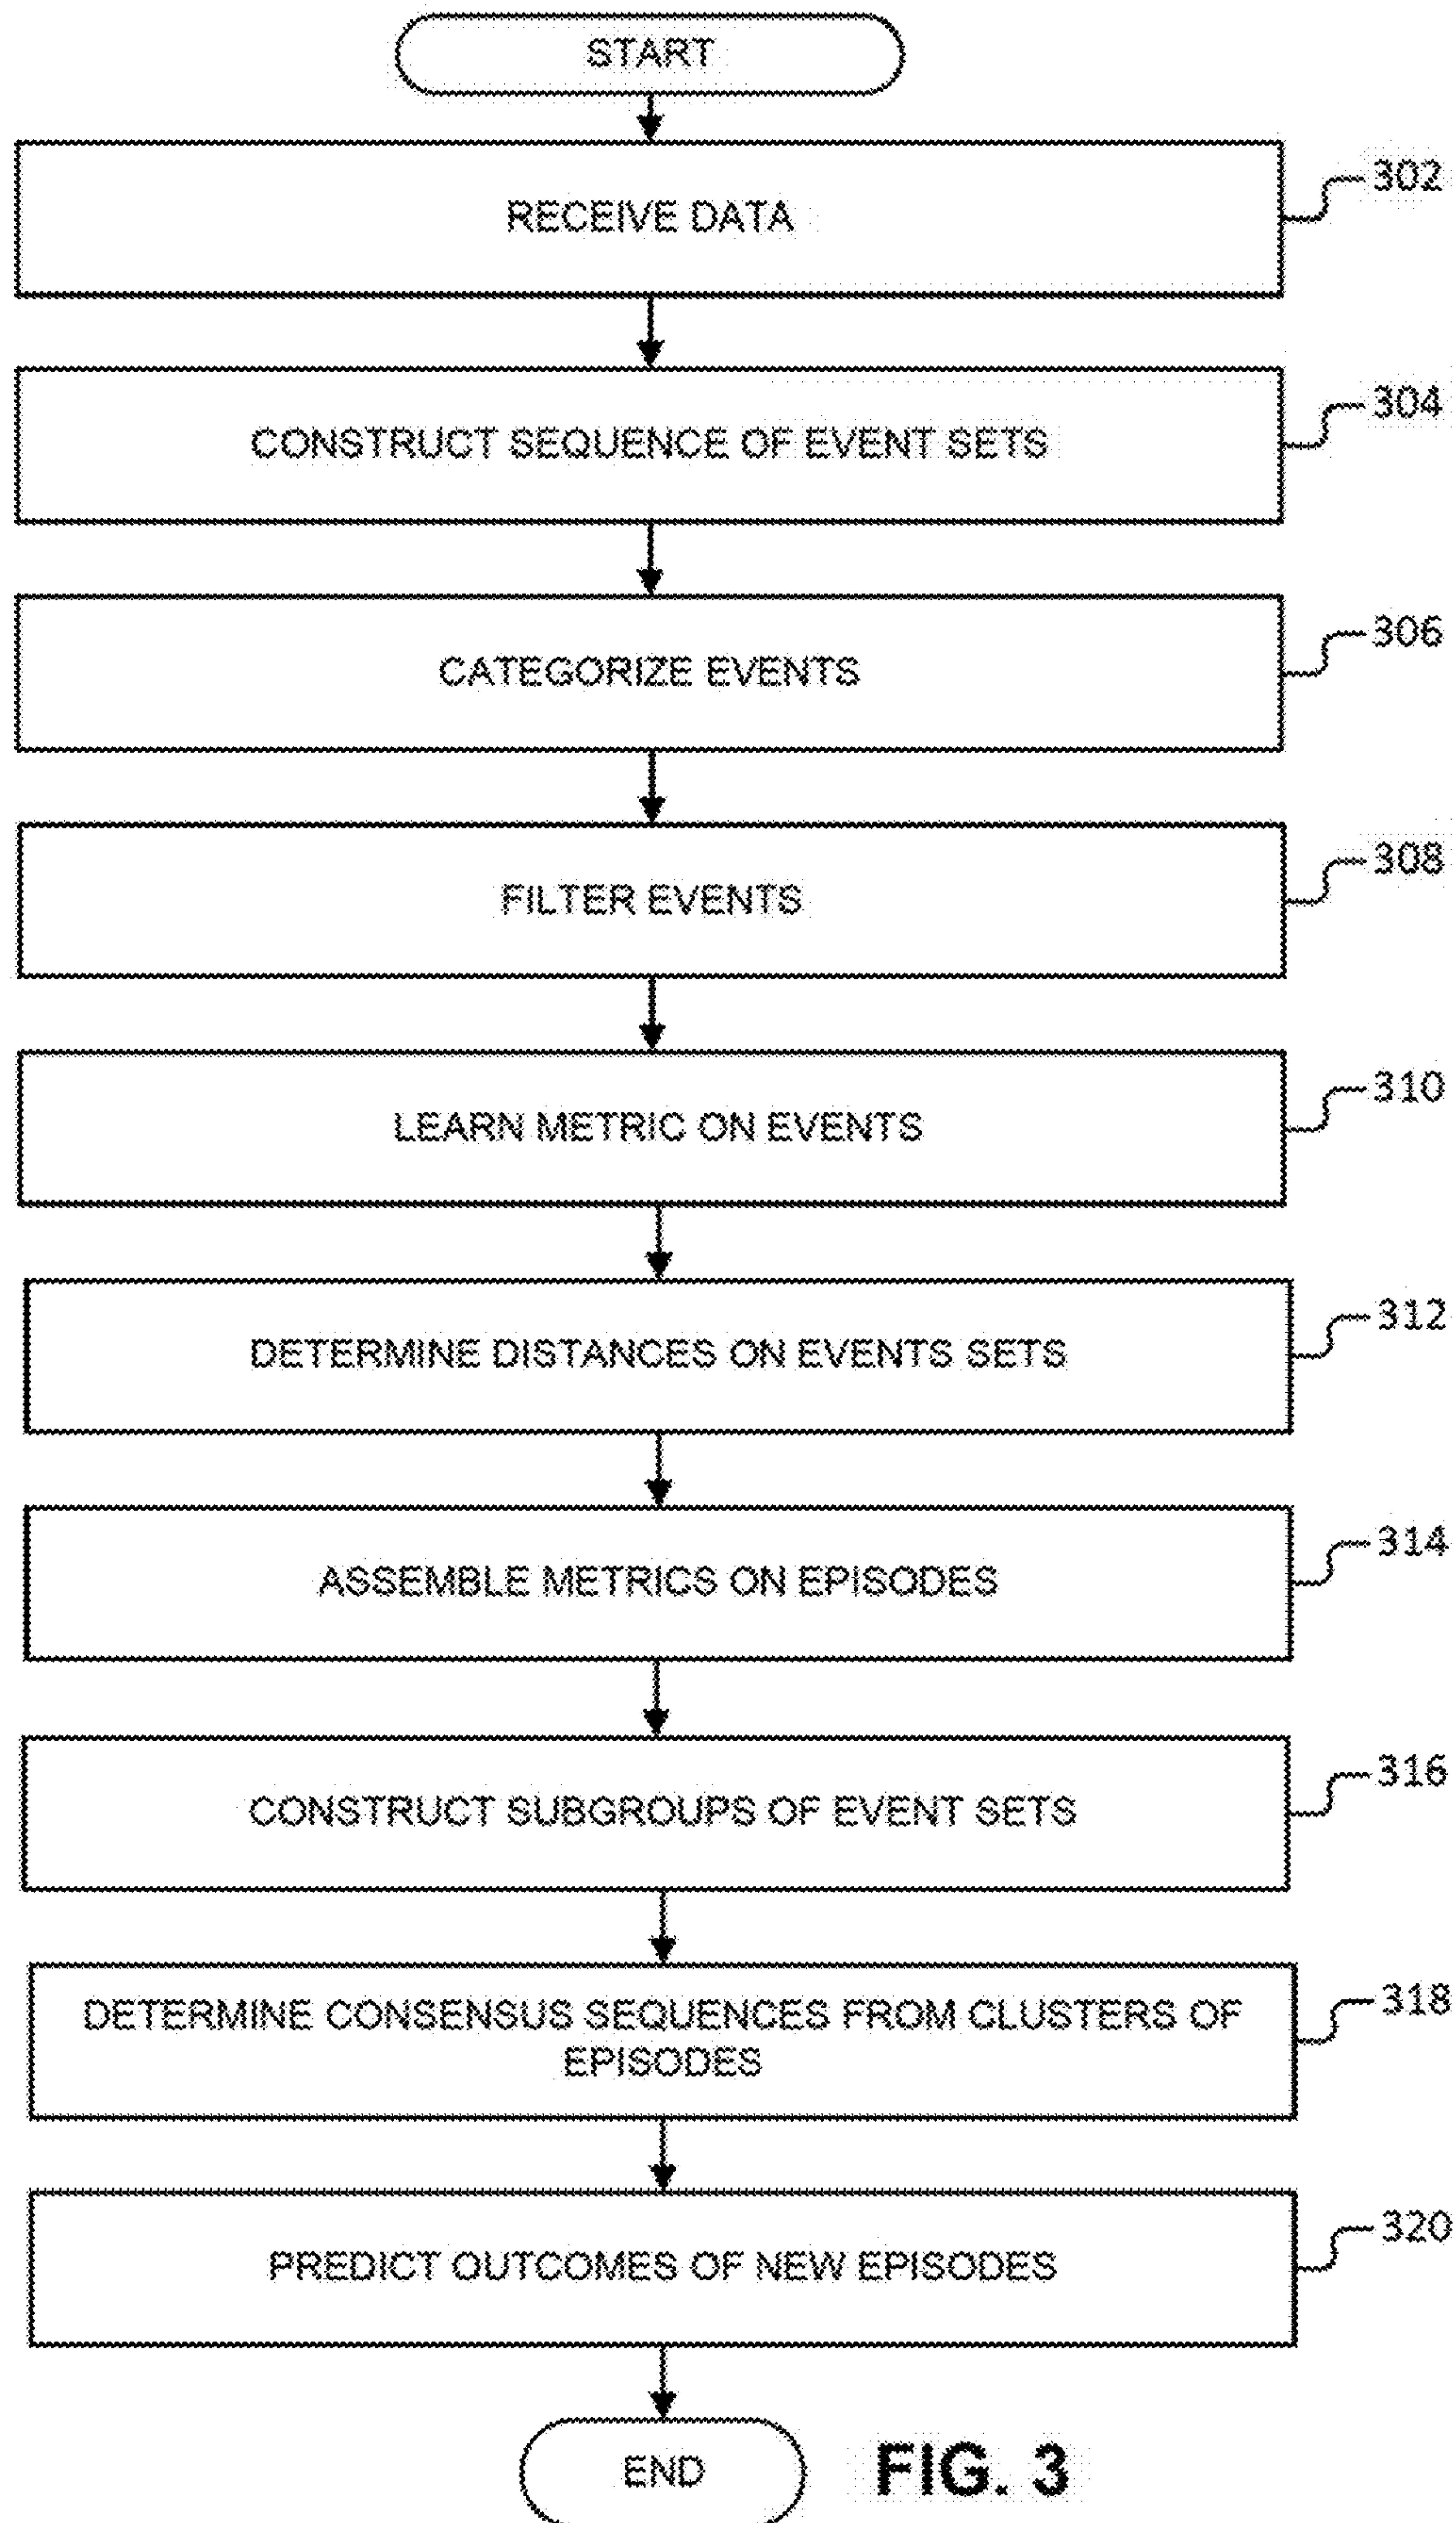 START
302
RECEIVE DATA
304
CONSTRUCT SEQUENCE OF EVENT SETS
306
CATEGORIZE EVENTS
308
FILTER EVENTS
310
LEARN METRIC ON EVENTS
312
DETERMINE DISTANCES ON EVENTS SETS
314
ASSEMBLE METRICS ON EPISODES
316
CONSTRUCT SUBGROUPS OF EVENT SETS
318
DETERMINE CONSENSUS SEQUENCES FROM CLUSTERS OF
EPISODES
320
PREDICT OUTCOMES OF NEW EPISODES
END
FIG. 3